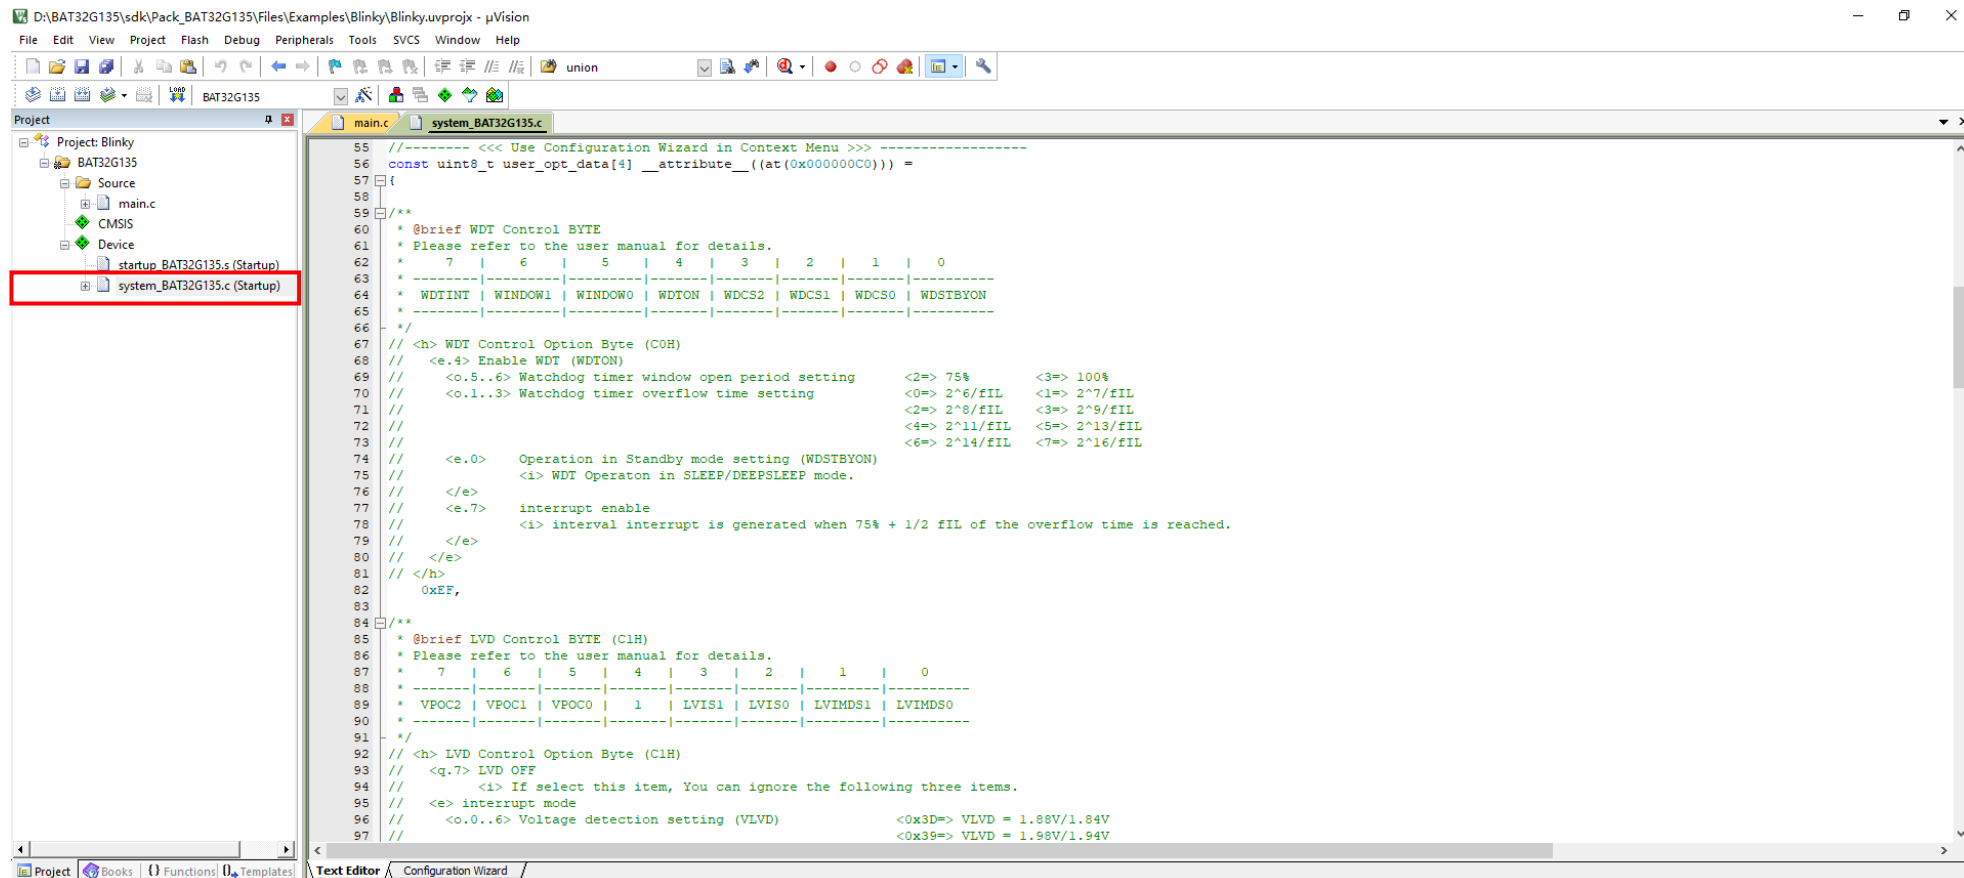 D:\BAT32G135\sdk\Pack_BAT32G135\Files\Examples\Blinky\Blinky.uvprojx - µVision
File Edit View Project Flash Debug Peripherals Tools SVCS Window Help
union
LOAD BAT32G135
Project
main.c system_BAT32G135.c
Project: Blinky
BAT32G135
Source
main.c
CMSIS
Device
startup_BAT32G135.s (Startup)
system_BAT32G135.c (Startup)
55 //-------- <<< Use Configuration Wizard in Context Menu >>> ------------------
56 const uint8_t user_opt_data[4] __attribute__((at(0x000000C0))) =
57 {
58
59 /**
60 * @brief WDT Control BYTE
61 * Please refer to the user manual for details.
62 * 7 | 6 | 5 | 4 | 3 | 2 | 1 | 0
63 * --------|---------|---------|-------|-------|-------|-------|----------
64 * WDTINT | WINDOW1 | WINDOW0 | WDTON | WDCS2 | WDCS1 | WDCS0 | WDSTBYON
65 * --------|---------|---------|-------|-------|-------|-------|----------
66 */
67 // <h> WDT Control Option Byte (C0H)
68 // <e.4> Enable WDT (WDTON)
69 // <o.5..6> Watchdog timer window open period setting <2=> 75% <3=> 100%
70 // <o.1..3> Watchdog timer overflow time setting <0=> 2^6/fIL <1=> 2^7/fIL
71 // <2=> 2^8/fIL <3=> 2^9/fIL
72 // <4=> 2^11/fIL <5=> 2^13/fIL
73 // <6=> 2^14/fIL <7=> 2^16/fIL
74 // <e.0> Operation in Standby mode setting (WDSTBYON)
75 // <i> WDT Operaton in SLEEP/DEEPSLEEP mode.
76 // </e>
77 // <e.7> interrupt enable
78 // <i> interval interrupt is generated when 75% + 1/2 fIL of the overflow time is reached.
79 // </e>
80 // </e>
81 // </h>
82 0xEF,
83
84 /**
85 * @brief LVD Control BYTE (C1H)
86 * Please refer to the user manual for details.
87 * 7 | 6 | 5 | 4 | 3 | 2 | 1 | 0
88 * -------|-------|-------|-------|-------|-------|---------|----------
89 * VPOC2 | VPOC1 | VPOC0 | 1 | LVIS1 | LVIS0 | LVIMDS1 | LVIMDS0
90 * -------|-------|-------|-------|-------|-------|---------|----------
91 */
92 // <h> LVD Control Option Byte (C1H)
93 // <q.7> LVD OFF
94 // <i> If select this item, You can ignore the following three items.
95 // <e> interrupt mode
96 // <o.0..6> Voltage detection setting (VLVD) <0x3D=> VLVD = 1.88V/1.84V
97 // <0x39=> VLVD = 1.98V/1.94V
Project Books {} Functions 0 Templates
Text Editor Configuration Wizard